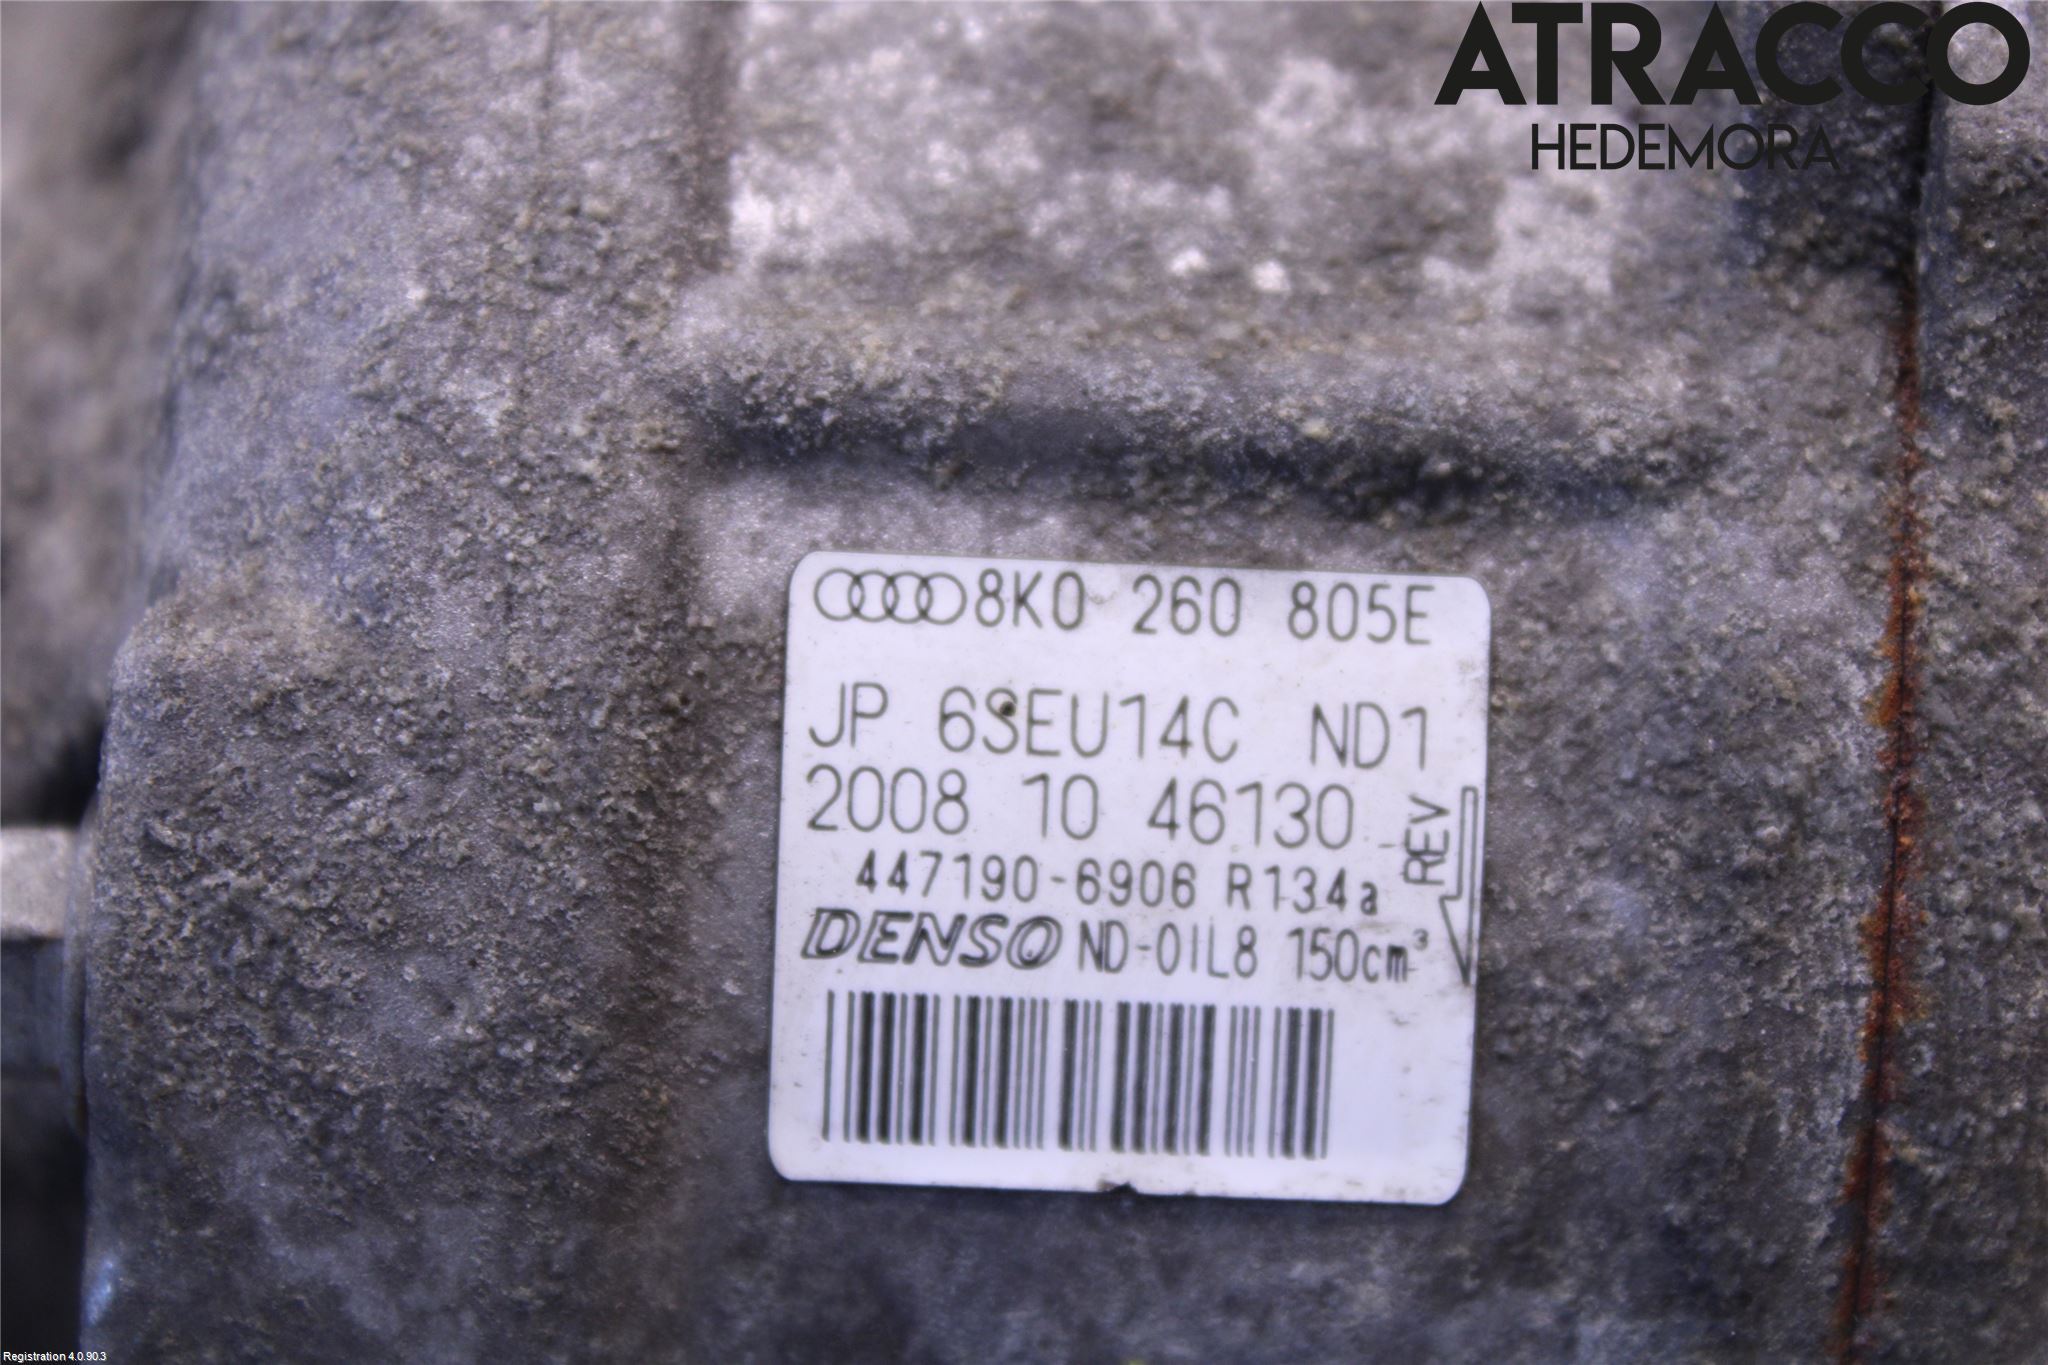 ATRACCO
HEDEMORA
8K0 260 805E
JP 6SEU14C ND1
2008 10 46130
REV
447190-6906 R134a
DENSO ND-OIL8 150cm³
Registration 4.0.90.3